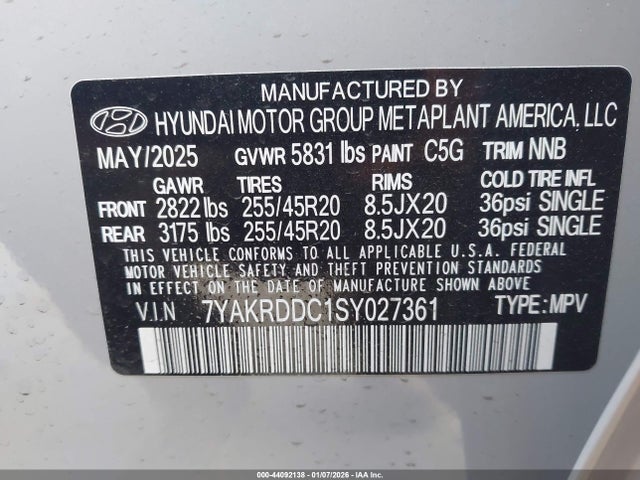 MANUFACTURED BY
HYUNDAI MOTOR GROUP METAPLANT AMERICA, LLC
MAY/2025 GVWR 5831 lbs PAINT C5G TRIM NNB
GAWR TIRES RIMS COLD TIRE INFL
FRONT 2822 lbs 255/45R20 8.5JX20 36psi SINGLE
REAR 3175 lbs 255/45R20 8.5JX20 36psi SINGLE
THIS VEHICLE CONFORMS TO ALL APPLICABLE U.S.A. FEDERAL
MOTOR VEHICLE SAFETY AND THEFT PREVENTION STANDARDS
IN EFFECT ON THE DATE OF MANUFACTURE SHOWN ABOVE.
V.I.N 7YAKRDDC1SY027361 TYPE: MPV
000-44092138 - 01/07/2026 - IAAI Inc.